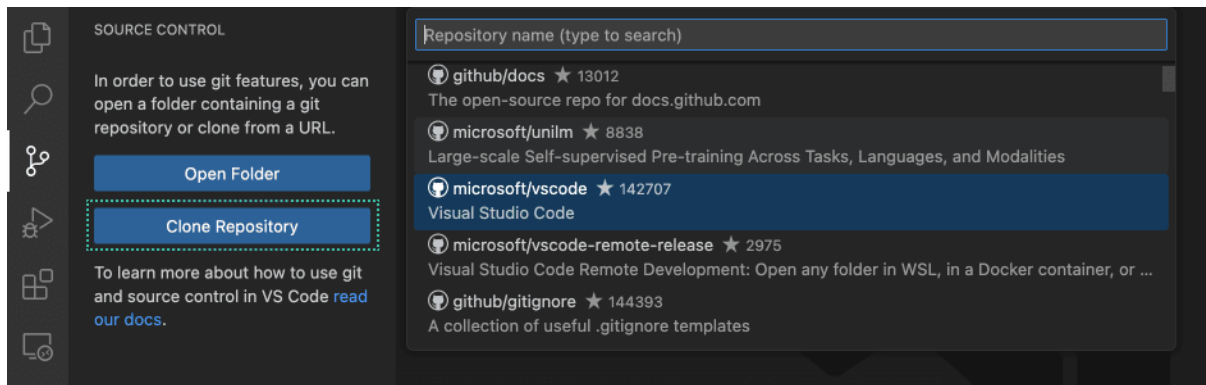 SOURCE CONTROL
In order to use git features, you can
open a folder containing a git
repository or clone from a URL.
Open Folder
Clone Repository
To learn more about how to use git
and source control in VS Code read
our docs.
Repository name (type to search)
github/docs ★ 13012
The open-source repo for docs.github.com
microsoft/unilm ★ 8838
Large-scale Self-supervised Pre-training Across Tasks, Languages, and Modalities
microsoft/vscode ★ 142707
Visual Studio Code
microsoft/vscode-remote-release ★ 2975
Visual Studio Code Remote Development: Open any folder in WSL, in a Docker container, or ...
github/gitignore ★ 144393
A collection of useful .gitignore templates